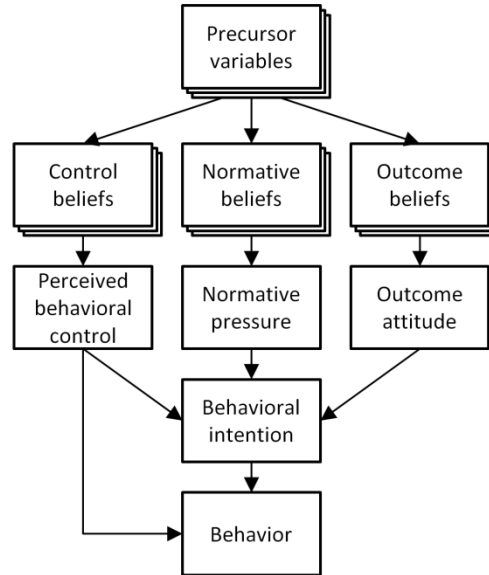 Precursor
variables
Control
beliefs
Normative
beliefs
Outcome
beliefs
Perceived
behavioral
control
Normative
pressure
Outcome
attitude
Behavioral
intention
Behavior